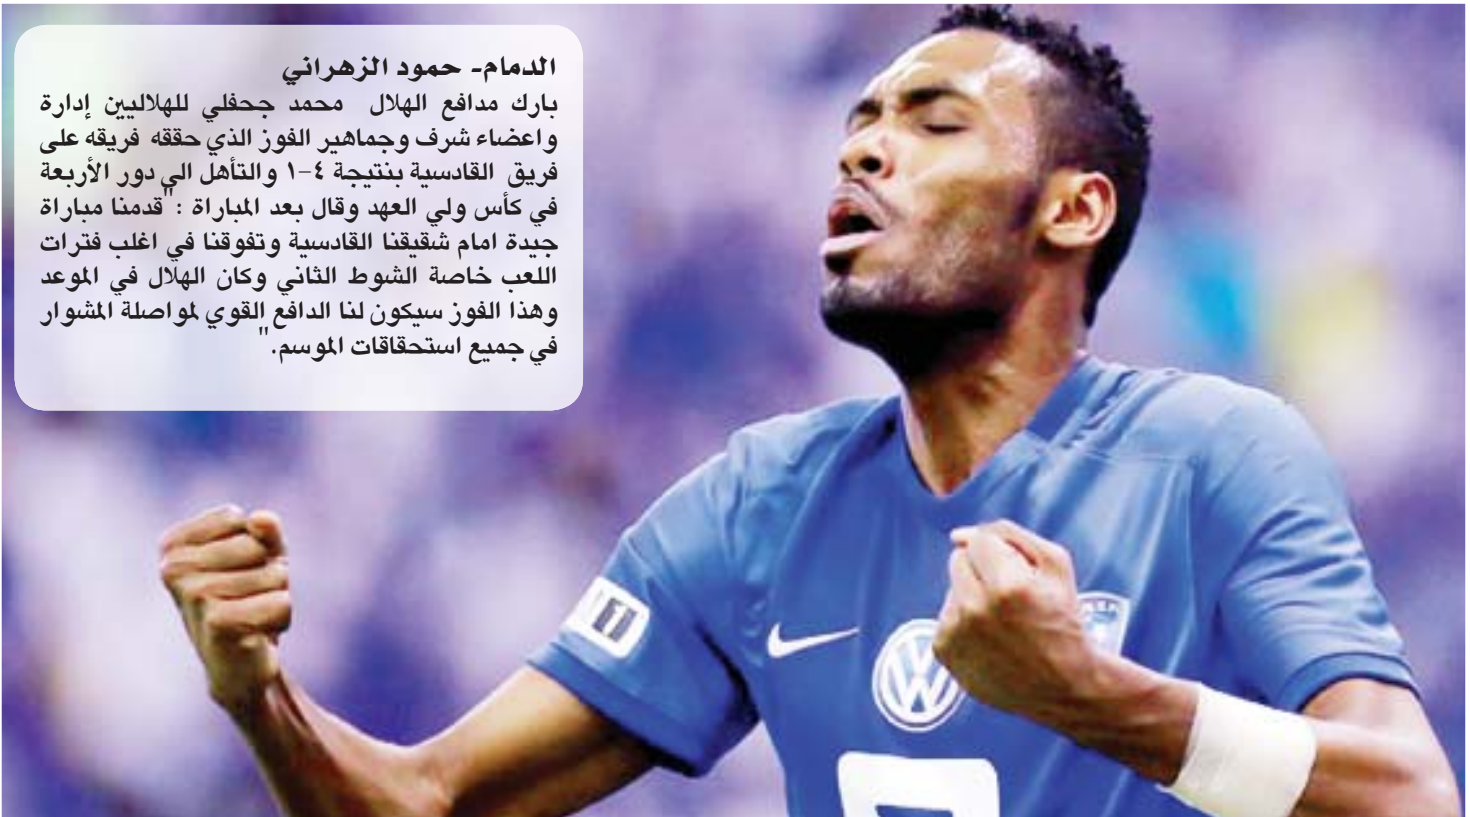 الدمام- حمود الزهراني
بارك مدافع الهلال محمد جحفلي للهلاليين إدارة
واعضاء شرف وجماهير الفوز الذي حققه فريقه على
فريق القادسية بنتيجة ٤-١ والتأهل الى دور الأربعة
في كأس ولي العهد وقال بعد المباراة :"قدمنا مباراة
جيدة امام شقيقنا القادسية وتفوقنا في اغلب فترات
اللعب خاصة الشوط الثاني وكان الهلال في الموعد
وهذا الفوز سيكون لنا الدافع القوي لمواصلة المشوار
في جميع استحقاقات الموسم."